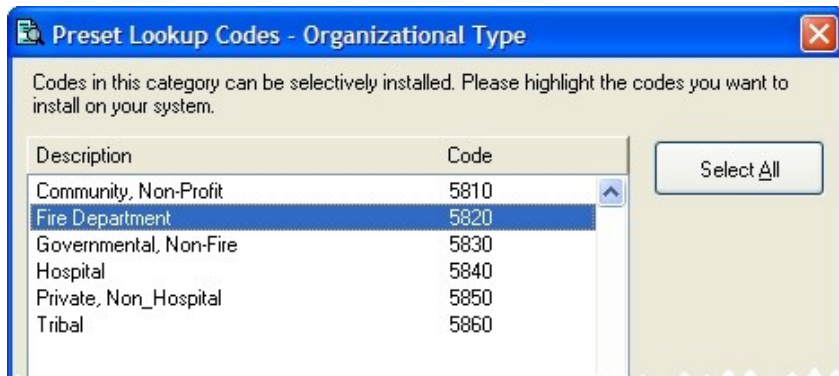 Preset Lookup Codes - Organizational Type
Codes in this category can be selectively installed. Please highlight the codes you want to
install on your system.
Description Code
Select All
Community, Non-Profit 5810
Fire Department 5820
Governmental, Non-Fire 5830
Hospital 5840
Private, Non_Hospital 5850
Tribal 5860